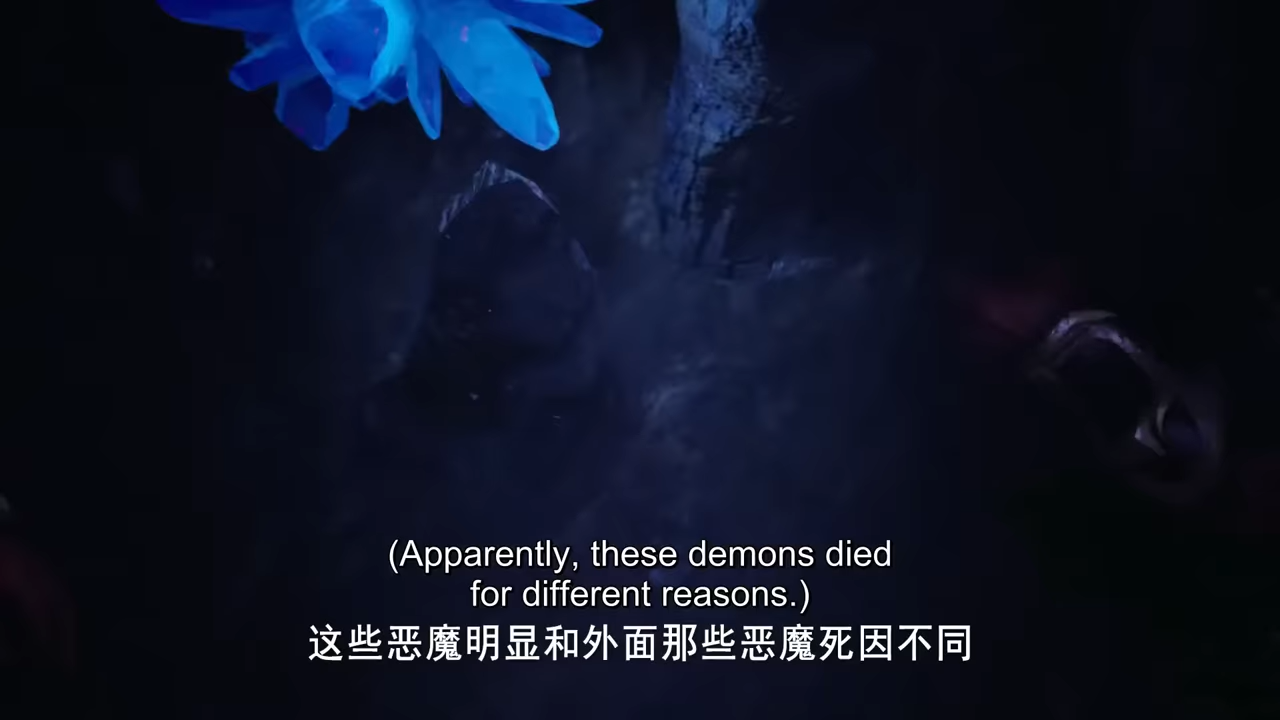 (Apparently, these demons died
for different reasons.)
这些恶魔明显和外面那些恶魔死因不同